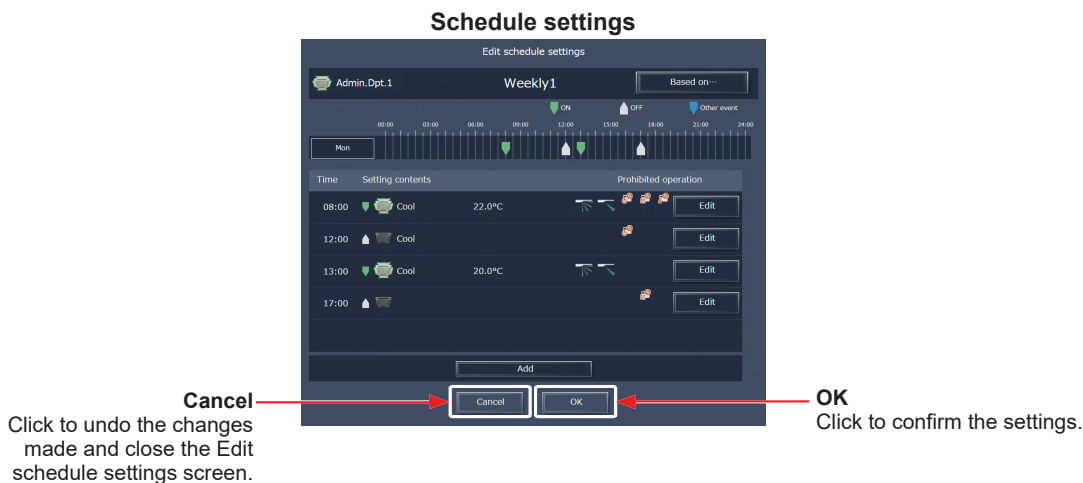 Schedule settings
Edit schedule settings
Admin.Dpt.1 Weekly1 Based on…
ON OFF Other event
00:00 03:00 06:00 09:00 12:00 15:00 18:00 21:00 24:00
Mon
Time Setting contents Prohibited operation
08:00 Cool 22.0°C Edit
12:00 Cool Edit
13:00 Cool 20.0°C Edit
17:00 Edit
Add
Cancel OK
Cancel
Click to undo the changes
made and close the Edit
schedule settings screen.
OK
Click to confirm the settings.